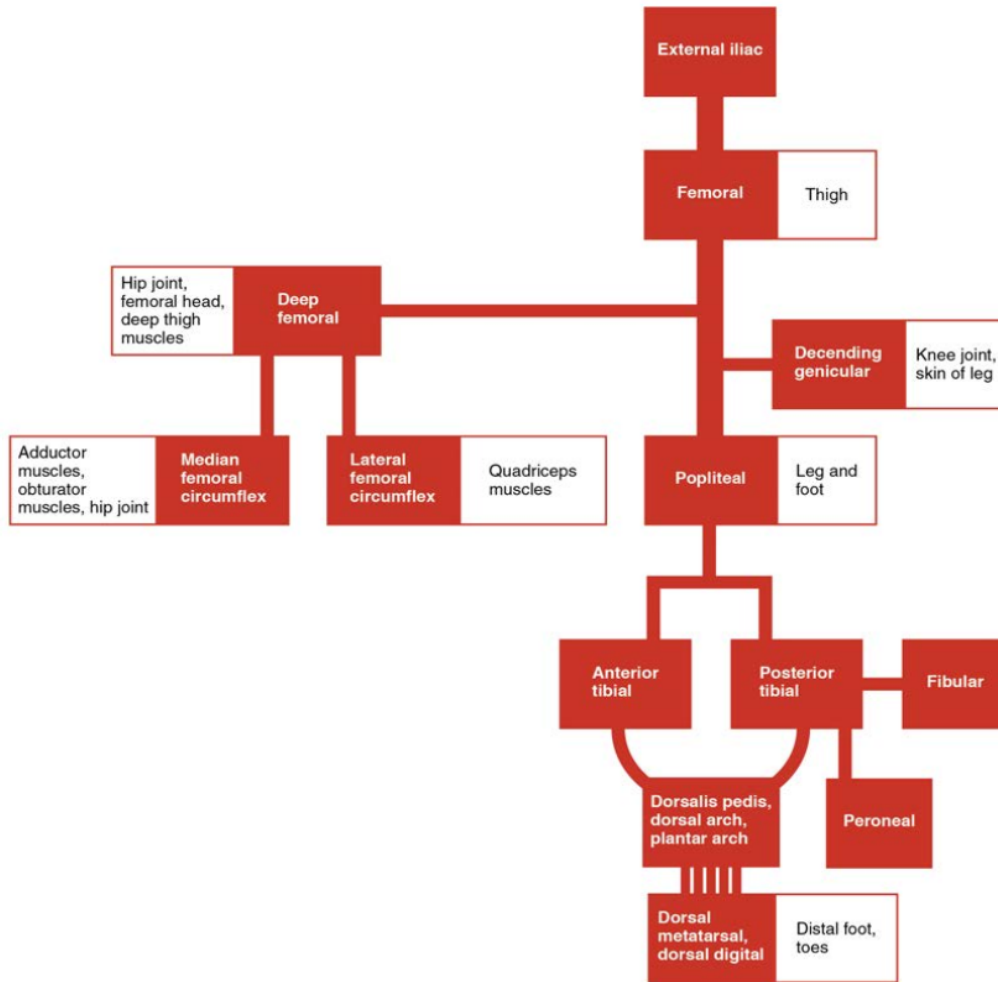 External iliac
Femoral
Thigh
Hip joint,
femoral head,
deep thigh
muscles
Deep
femoral
Decending
genicular
Knee joint,
skin of leg
Adductor
muscles,
obturator
muscles, hip joint
Median
femoral
circumflex
Lateral
femoral
circumflex
Quadriceps
muscles
Popliteal
Leg and
foot
Anterior
tibial
Posterior
tibial
Fibular
Dorsalis pedis,
dorsal arch,
plantar arch
Peroneal
Dorsal
metatarsal,
dorsal digital
Distal foot,
toes